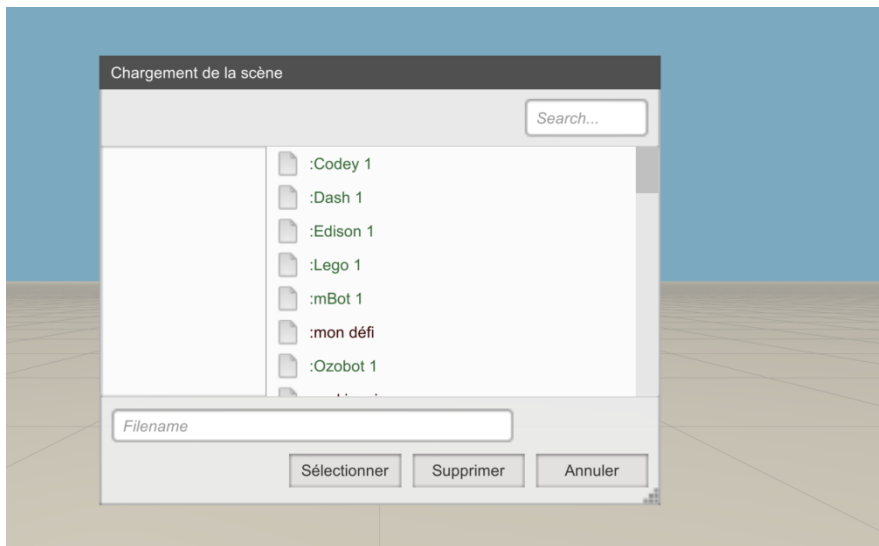 Chargement de la scène
Search...
:Codey 1
:Dash 1
:Edison 1
:Lego 1
:mBot 1
:mon défi
:Ozobot 1
Filename
Sélectionner Supprimer Annuler